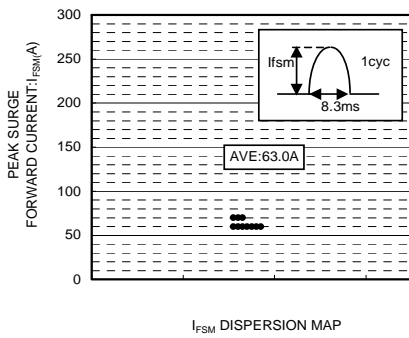 300
250
200
150
100
50
0
PEAK SURGE
FORWARD CURRENT:IFSM(A)
Ifsm
1cyc
8.3ms
AVE:63.0A
IFSM DISPERSION MAP